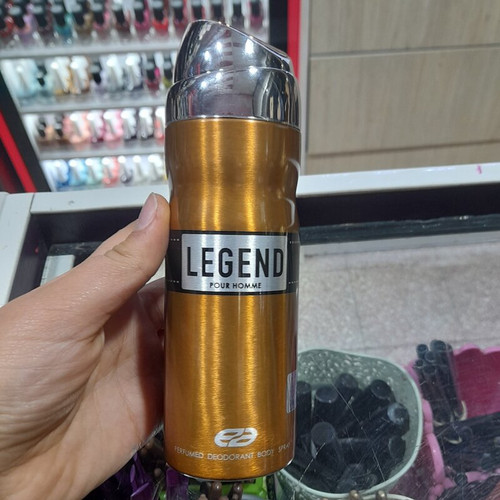 LEGEND
POUR HOMME
PERFUMED DEODORANT BODY SPRAY